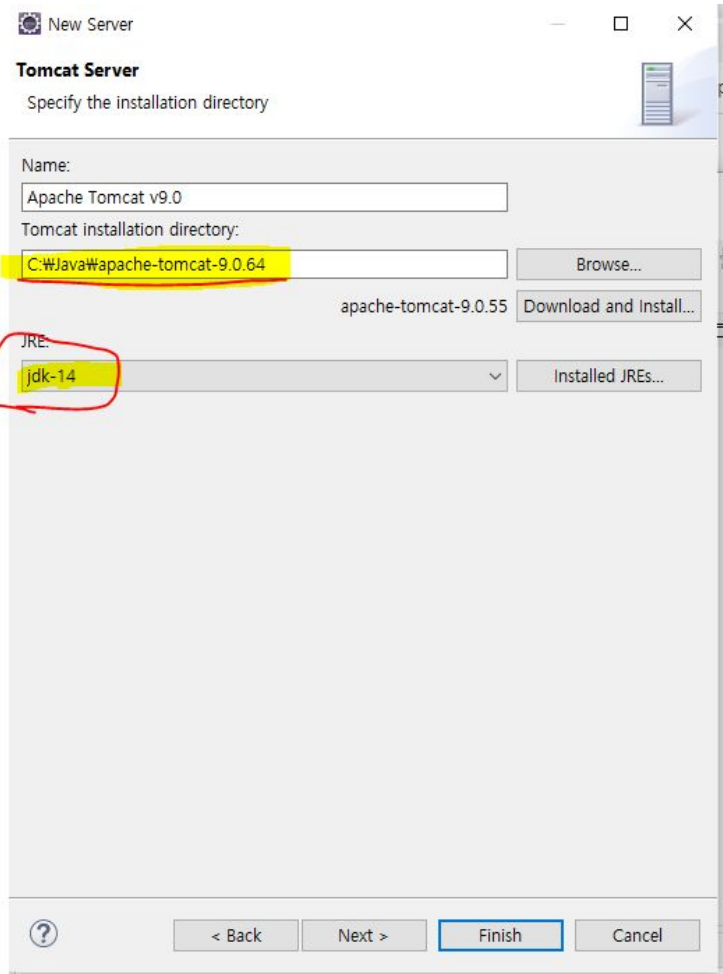 New Server
Tomcat Server
Specify the installation directory
Name:
Apache Tomcat v9.0
Tomcat installation directory:
C:₩Java₩apache-tomcat-9.0.64
Browse...
apache-tomcat-9.0.55
Download and Install...
JRE:
jdk-14
Installed JREs...
?
< Back
Next >
Finish
Cancel